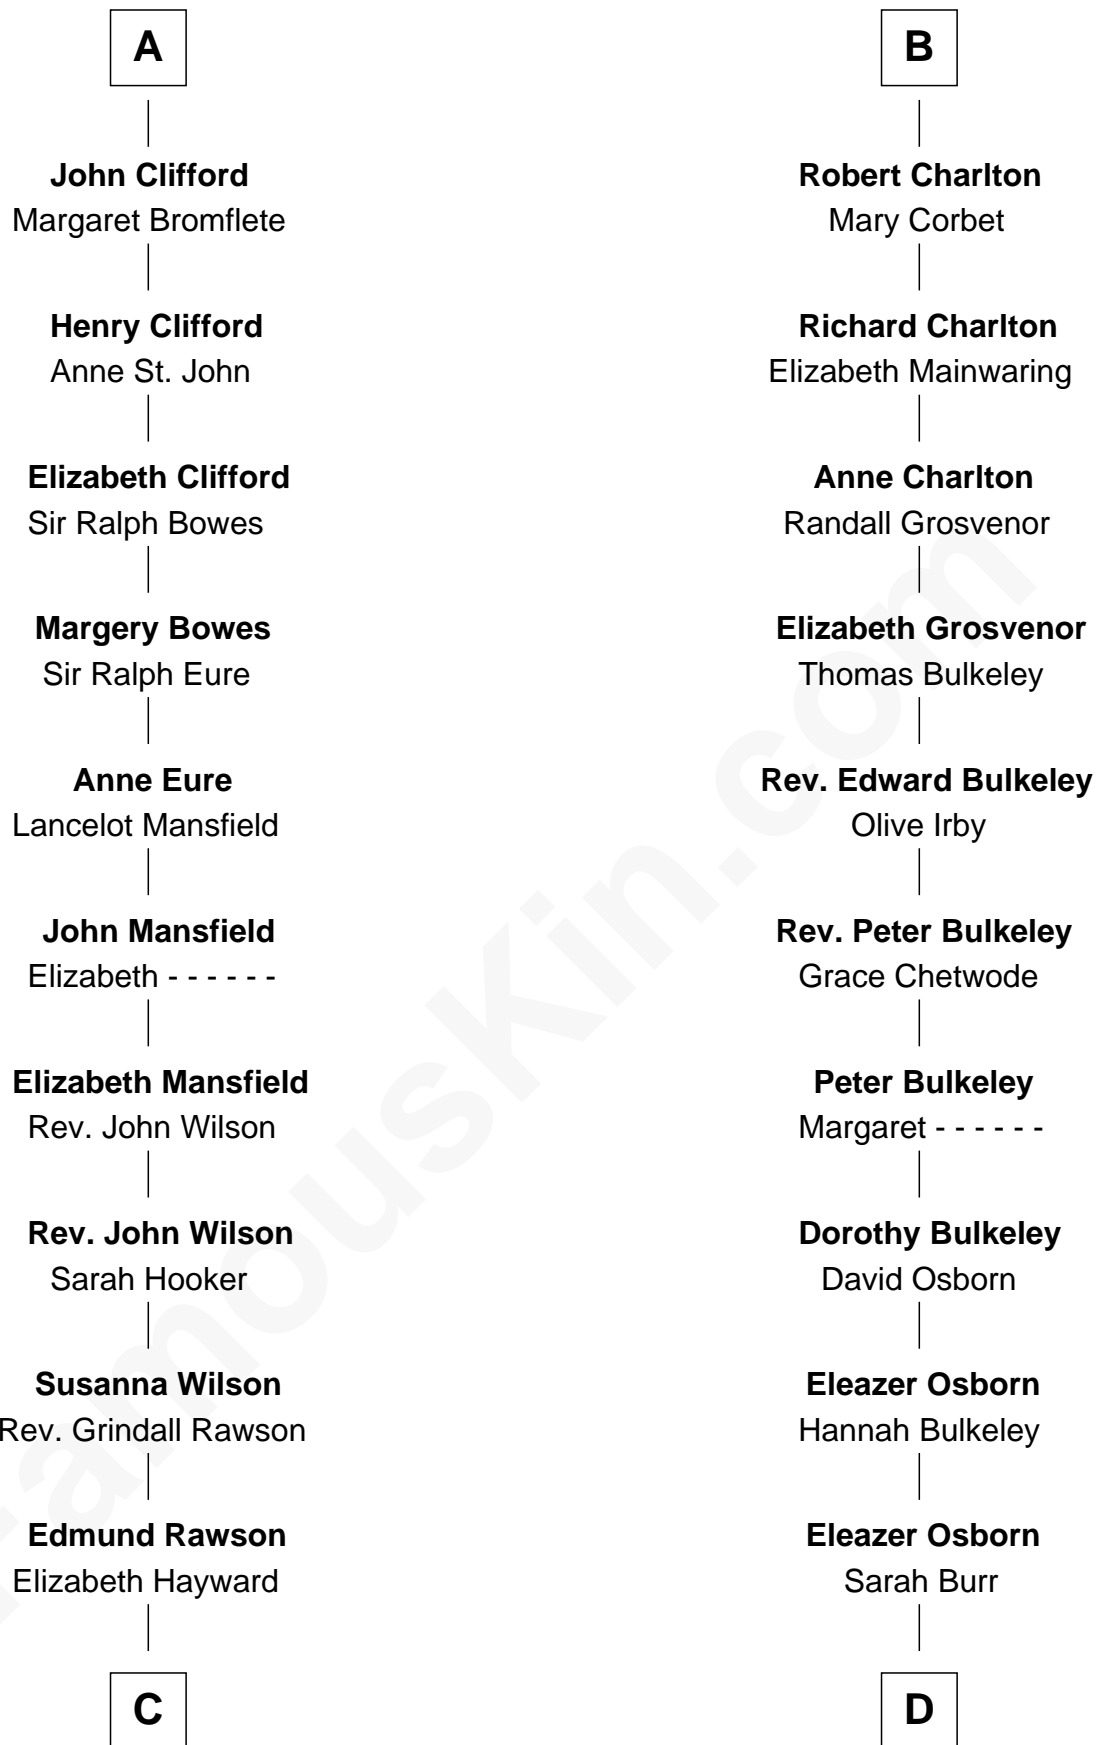 A
John Clifford
Margaret Bromflete
Henry Clifford
Anne St. John
Elizabeth Clifford
Sir Ralph Bowes
Margery Bowes
Sir Ralph Eure
Anne Eure
Lancelot Mansfield
John Mansfield
Elizabeth - - - - - -
Elizabeth Mansfield
Rev. John Wilson
Rev. John Wilson
Sarah Hooker
Susanna Wilson
Rev. Grindall Rawson
Edmund Rawson
Elizabeth Hayward
C
B
Robert Charlton
Mary Corbet
Richard Charlton
Elizabeth Mainwaring
Anne Charlton
Randall Grosvenor
Elizabeth Grosvenor
Thomas Bulkeley
Rev. Edward Bulkeley
Olive Irby
Rev. Peter Bulkeley
Grace Chetwode
Peter Bulkeley
Margaret - - - - - -
Dorothy Bulkeley
David Osborn
Eleazer Osborn
Hannah Bulkeley
Eleazer Osborn
Sarah Burr
D
FamousKin.com